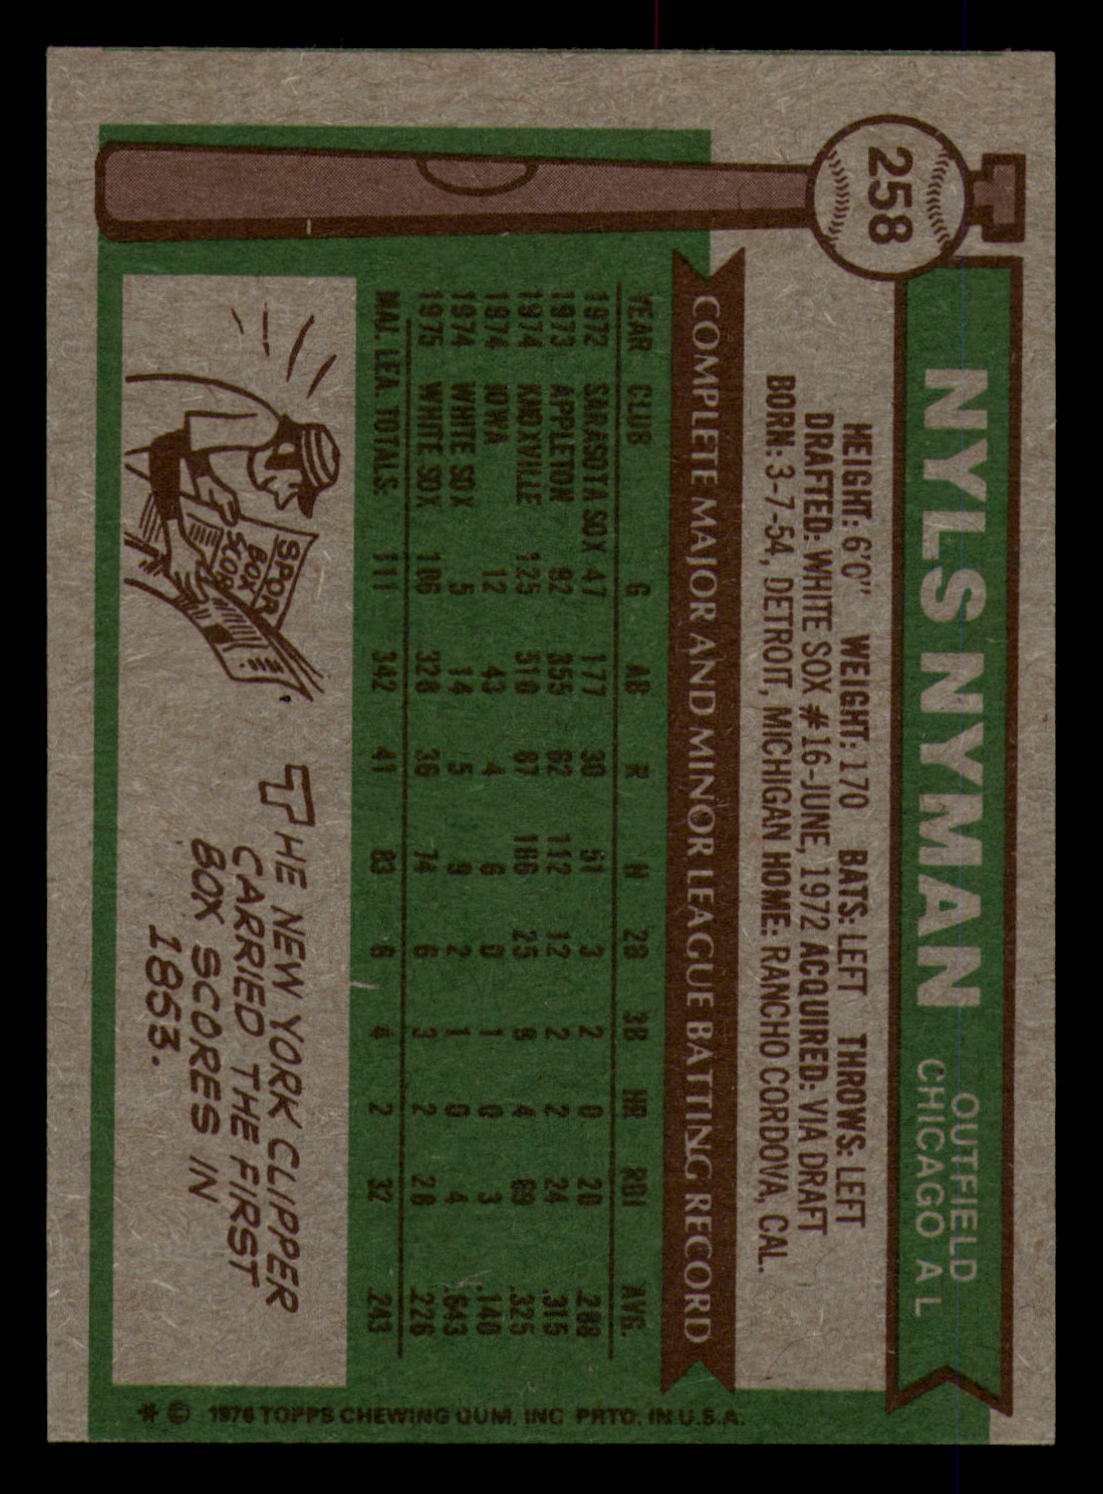 258
NYLS NYMAN
OUTFIELD
CHICAGO A L
HEIGHT: 6'0" WEIGHT: 170 BATS: LEFT THROWS: LEFT
DRAFTED: WHITE SOX #16-JUNE, 1972 ACQUIRED: VIA DRAFT
BORN: 3-7-54, DETROIT, MICHIGAN HOME: RANCHO CORDOVA, CAL.
COMPLETE MAJOR AND MINOR LEAGUE BATTING RECORD
YEAR CLUB G AB R H 2B 3B HR RBI AVG.
1972 SARASOTA SOX 47 177 30 51 3 2 0 20 .288
1973 APPLETON 92 355 62 112 12 2 2 24 .315
1974 KNOXVILLE 125 510 87 166 25 8 4 69 .325
1974 IOWA 12 43 4 6 0 1 0 3 .140
1974 WHITE SOX 5 14 5 9 2 1 0 4 .643
1975 WHITE SOX 106 328 36 74 6 3 2 28 .226
MAJ. LEA. TOTALS. 111 342 41 83 8 4 2 32 .243
SPOR
BOX
SCOR
SCOR
THE NEW YORK CLIPPER
CARRIED THE FIRST
BOX SCORES IN
1853.
* © 1976 TOPPS CHEWING GUM, INC PRTD. IN U.S.A.